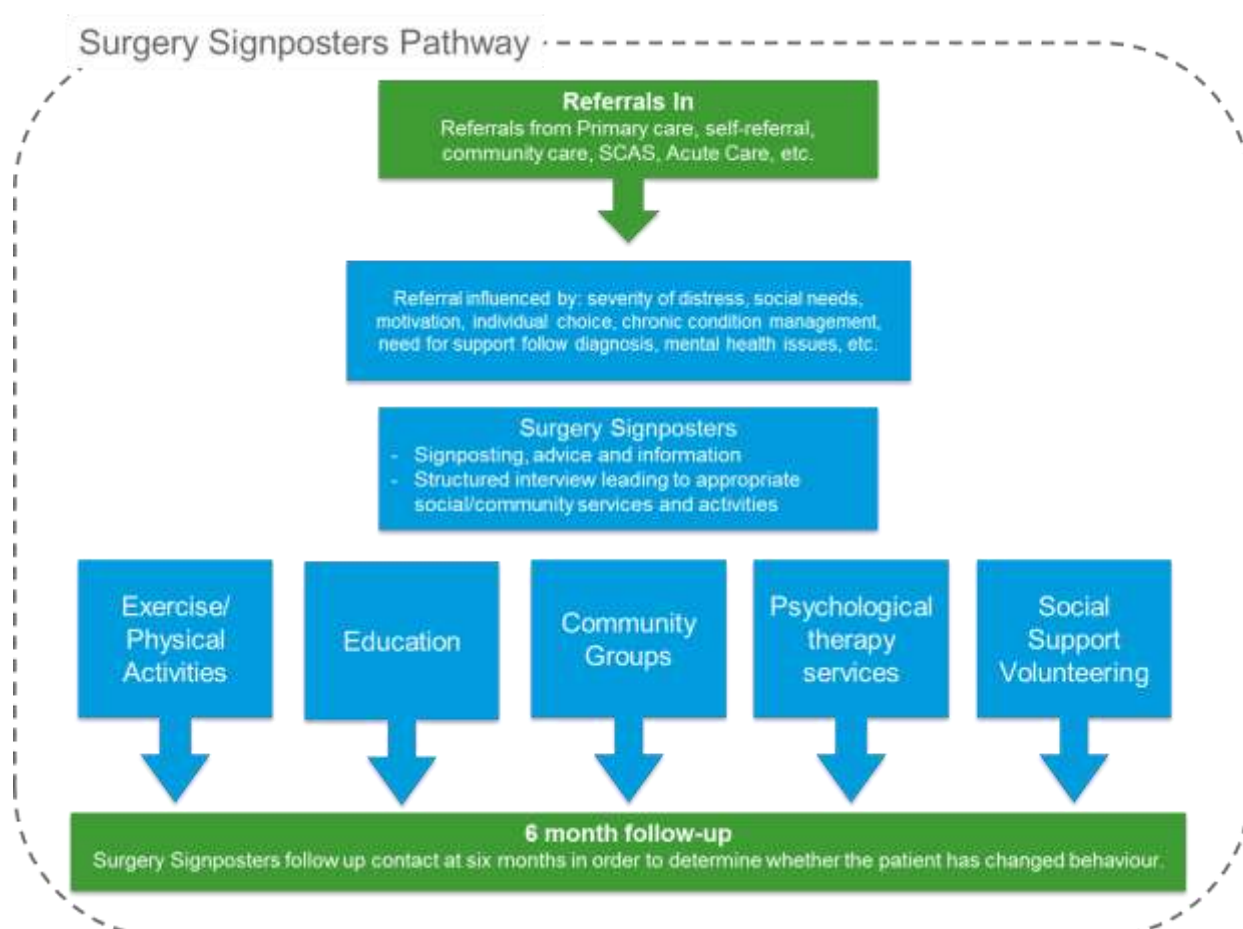 Surgery Signposters Pathway
Referrals In
Referrals from Primary care, self-referral,
community care, SCAS, Acute Care, etc.
Referral influenced by: severity of distress, social needs,
motivation, individual choice, chronic condition management,
need for support follow diagnosis, mental health issues, etc.
Surgery Signposters
- Signposting, advice and information
- Structured interview leading to appropriate
social/community services and activities
Exercise/
Physical
Activities
Education
Community
Groups
Psychological
therapy
services
Social
Support
Volunteering
6 month follow-up
Surgery Signposters follow up contact at six months in order to determine whether the patient has changed behaviour.